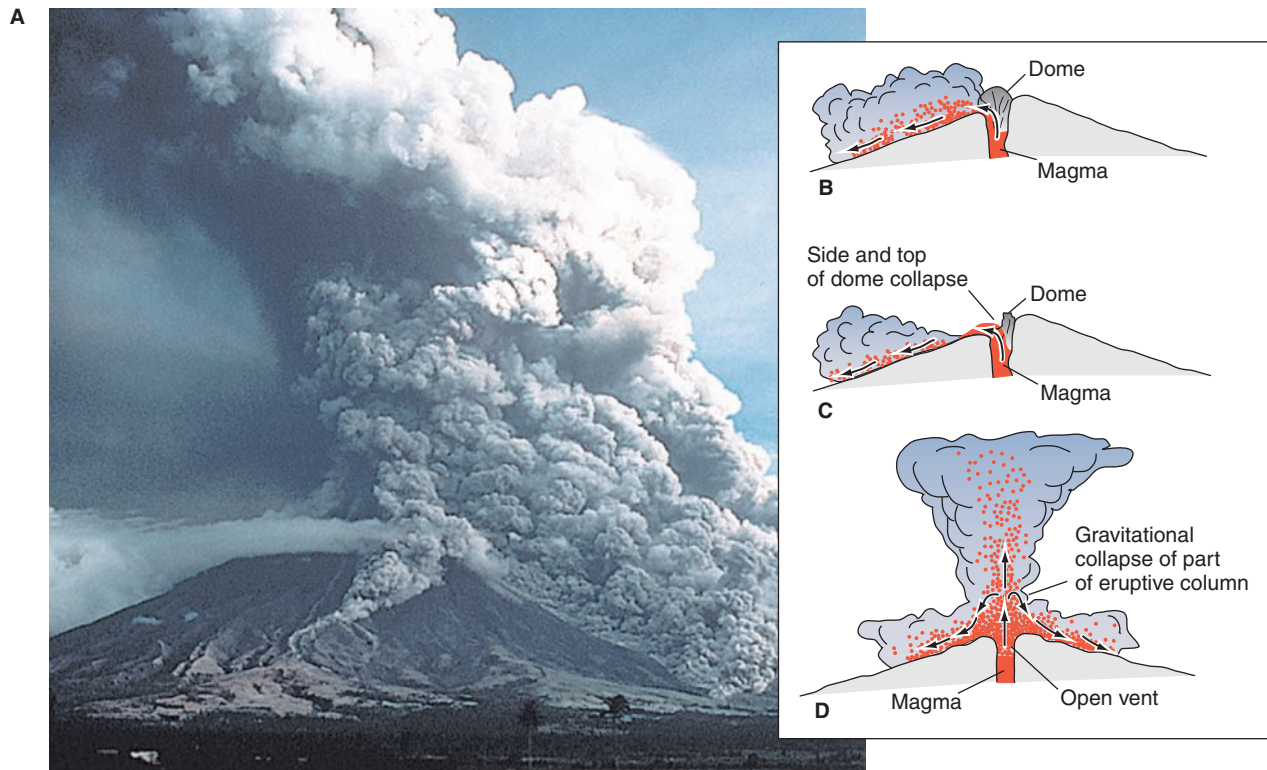 A
Dome
Magma
B
Side and top
of dome collapse
Dome
Magma
C
Gravitational
collapse of part
of eruptive column
Magma
Open vent
D